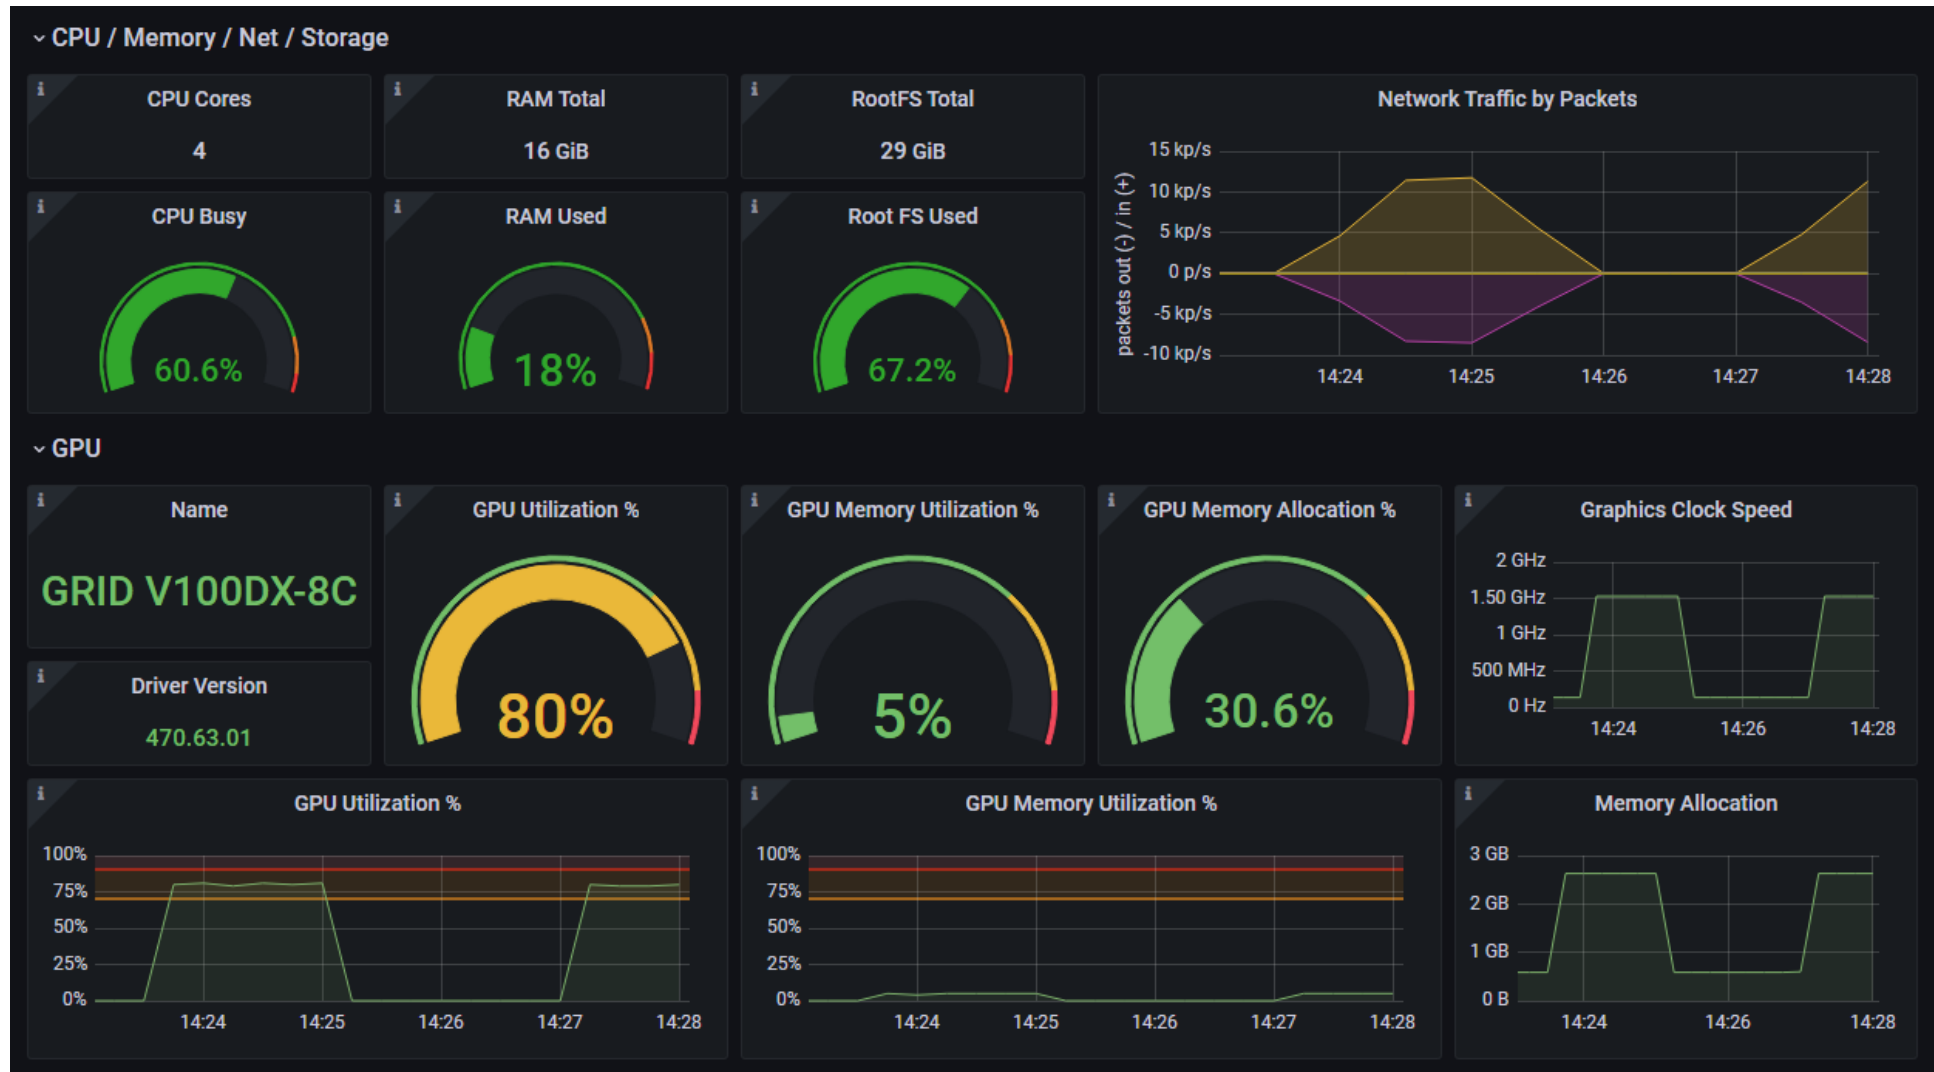 CPU / Memory / Net / Storage
CPU Cores
4
RAM Total
16 GiB
RootFS Total
29 GiB
CPU Busy
60.6%
RAM Used
18%
Root FS Used
67.2%
Network Traffic by Packets
packets out (-) / in (+)
15 kp/s
10 kp/s
5 kp/s
0 p/s
-5 kp/s
-10 kp/s
14:24 14:25 14:26 14:27 14:28
GPU
Name
GRID V100DX-8C
Driver Version
470.63.01
GPU Utilization %
80%
GPU Memory Utilization %
5%
GPU Memory Allocation %
30.6%
Graphics Clock Speed
2 GHz
1.50 GHz
1 GHz
500 MHz
0 Hz
14:24 14:26 14:28
GPU Utilization %
100%
75%
50%
25%
0%
14:24 14:25 14:26 14:27 14:28
GPU Memory Utilization %
100%
75%
50%
25%
0%
14:24 14:25 14:26 14:27 14:28
Memory Allocation
3 GB
2 GB
1 GB
0 B
14:24 14:26 14:28